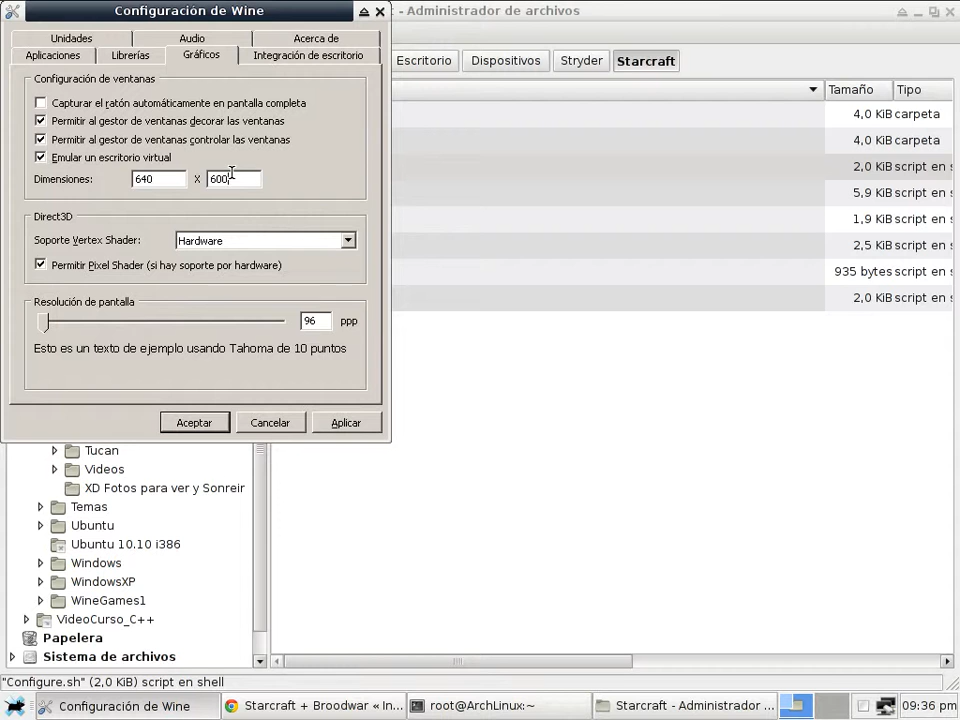 Configuración de Wine
- Administrador de archivos
Unidades
Audio
Acerca de
Aplicaciones
Librerías
Gráficos
Integración de escritorio
Configuración de ventanas
Capturar el ratón automáticamente en pantalla completa
Permitir al gestor de ventanas decorar las ventanas
Permitir al gestor de ventanas controlar las ventanas
Emular un escritorio virtual
Dimensiones: 640 X 600
Direct3D
Soporte Vertex Shader: Hardware
Permitir Pixel Shader (si hay soporte por hardware)
Resolución de pantalla
96 ppp
Esto es un texto de ejemplo usando Tahoma de 10 puntos
Aceptar
Cancelar
Aplicar
Escritorio
Dispositivos
Stryder
Starcraft
Tamaño
Tipo
4,0 KiB carpeta
4,0 KiB carpeta
2,0 KiB script en s
5,9 KiB script en s
1,9 KiB script en s
2,5 KiB script en s
935 bytes script en s
2,0 KiB script en s
Tucan
Videos
XD Fotos para ver y Sonreir
Temas
Ubuntu
Ubuntu 10.10 i386
Windows
WindowsXP
WineGames1
VideoCurso_C++
Papelera
Sistema de archivos
"Configure.sh" (2,0 KiB) script en shell
Configuración de Wine
Starcraft + Broodwar « In...
root@ArchLinux:~
Starcraft - Administrador ...
09:36 pm